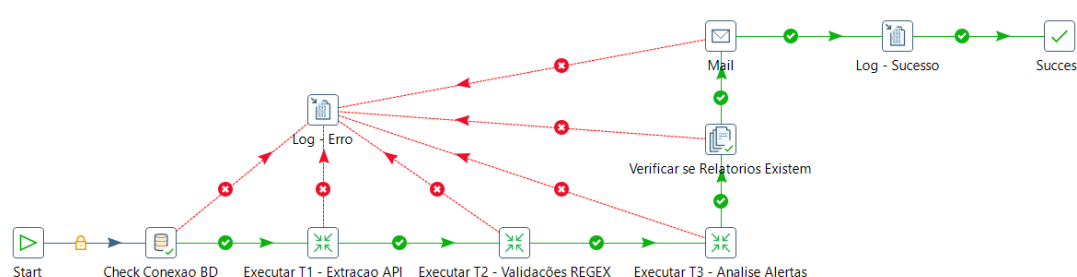 Mail
Log - Sucesso
Succes
Log - Erro
Verificar se Relatorios Existem
Start
Check Conexao BD
Executar T1 - Extracao API
Executar T2 - Validações REGEX
Executar T3 - Analise Alertas